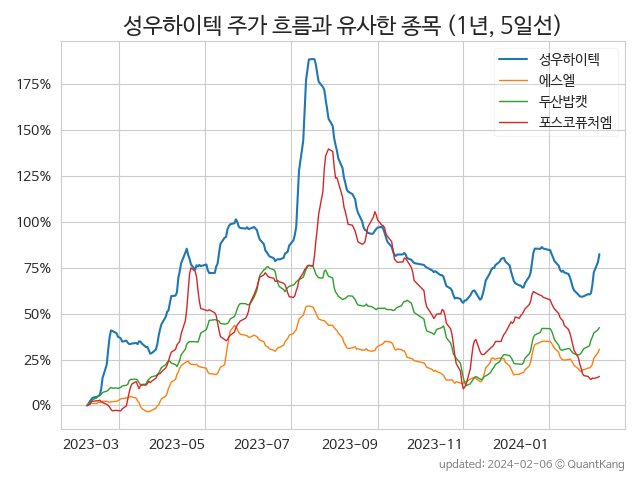 성우하이텍 주가 흐름과 유사한 종목 (1년, 5일선)
성우하이텍
에스엘
두산밥캣
포스코퓨처엠
175%
150%
125%
100%
75%
50%
25%
0%
2023-03 2023-05 2023-07 2023-09 2023-11 2024-01
updated: 2024-02-06 © QuantKang